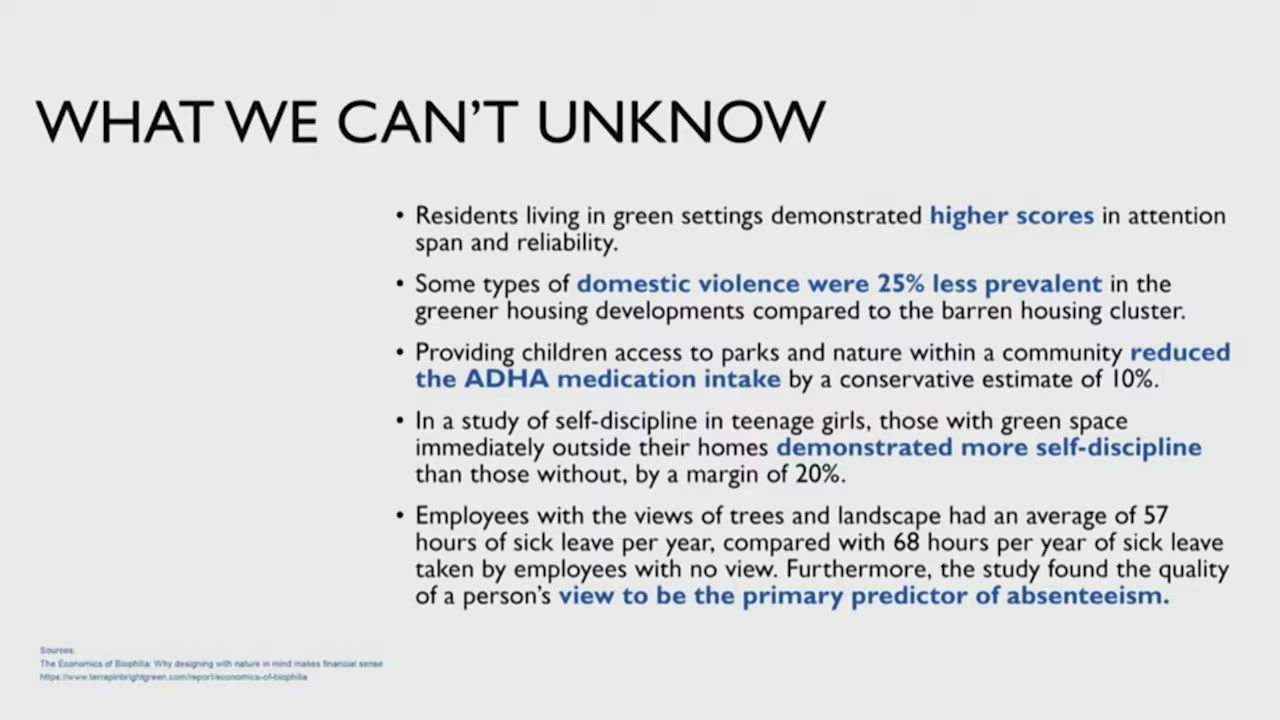 WHAT WE CAN'T UNKNOW
• Residents living in green settings demonstrated higher scores in attention
span and reliability.
• Some types of domestic violence were 25% less prevalent in the
greener housing developments compared to the barren housing cluster.
• Providing children access to parks and nature within a community reduced
the ADHA medication intake by a conservative estimate of 10%.
• In a study of self-discipline in teenage girls, those with green space
immediately outside their homes demonstrated more self-discipline
than those without, by a margin of 20%.
• Employees with the views of trees and landscape had an average of 57
hours of sick leave per year, compared with 68 hours per year of sick leave
taken by employees with no view. Furthermore, the study found the quality
of a person's view to be the primary predictor of absenteeism.
Sources:
The Economics of Biophilia: Why designing with nature in mind makes financial sense
https://www.terrapinbrightgreen.com/report/economics-of-biophilia